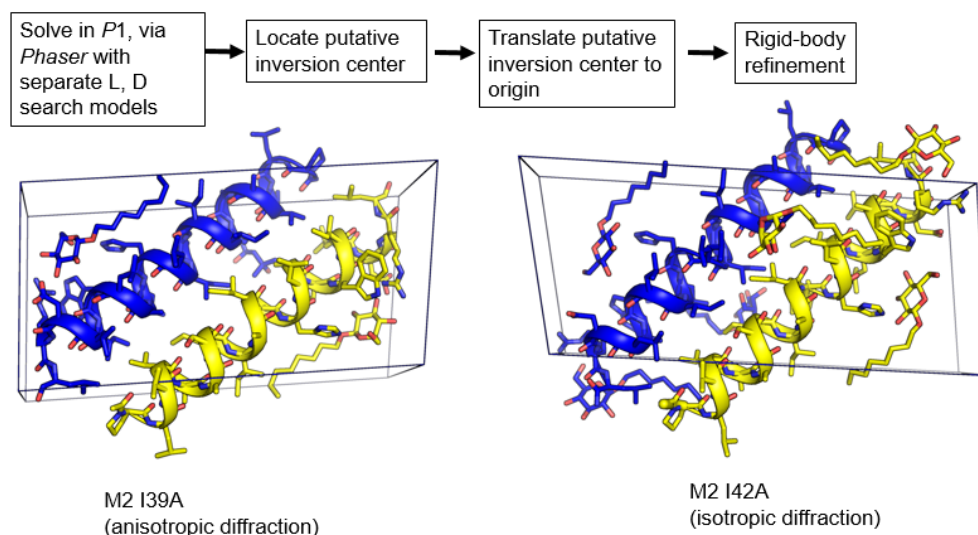 Solve in P1, via
Phaser with
separate L, D
search models
Locate putative
inversion center
Translate putative
inversion center to
origin
Rigid-body
refinement
M2 I39A
(anisotropic diffraction)
M2 I42A
(isotropic diffraction)